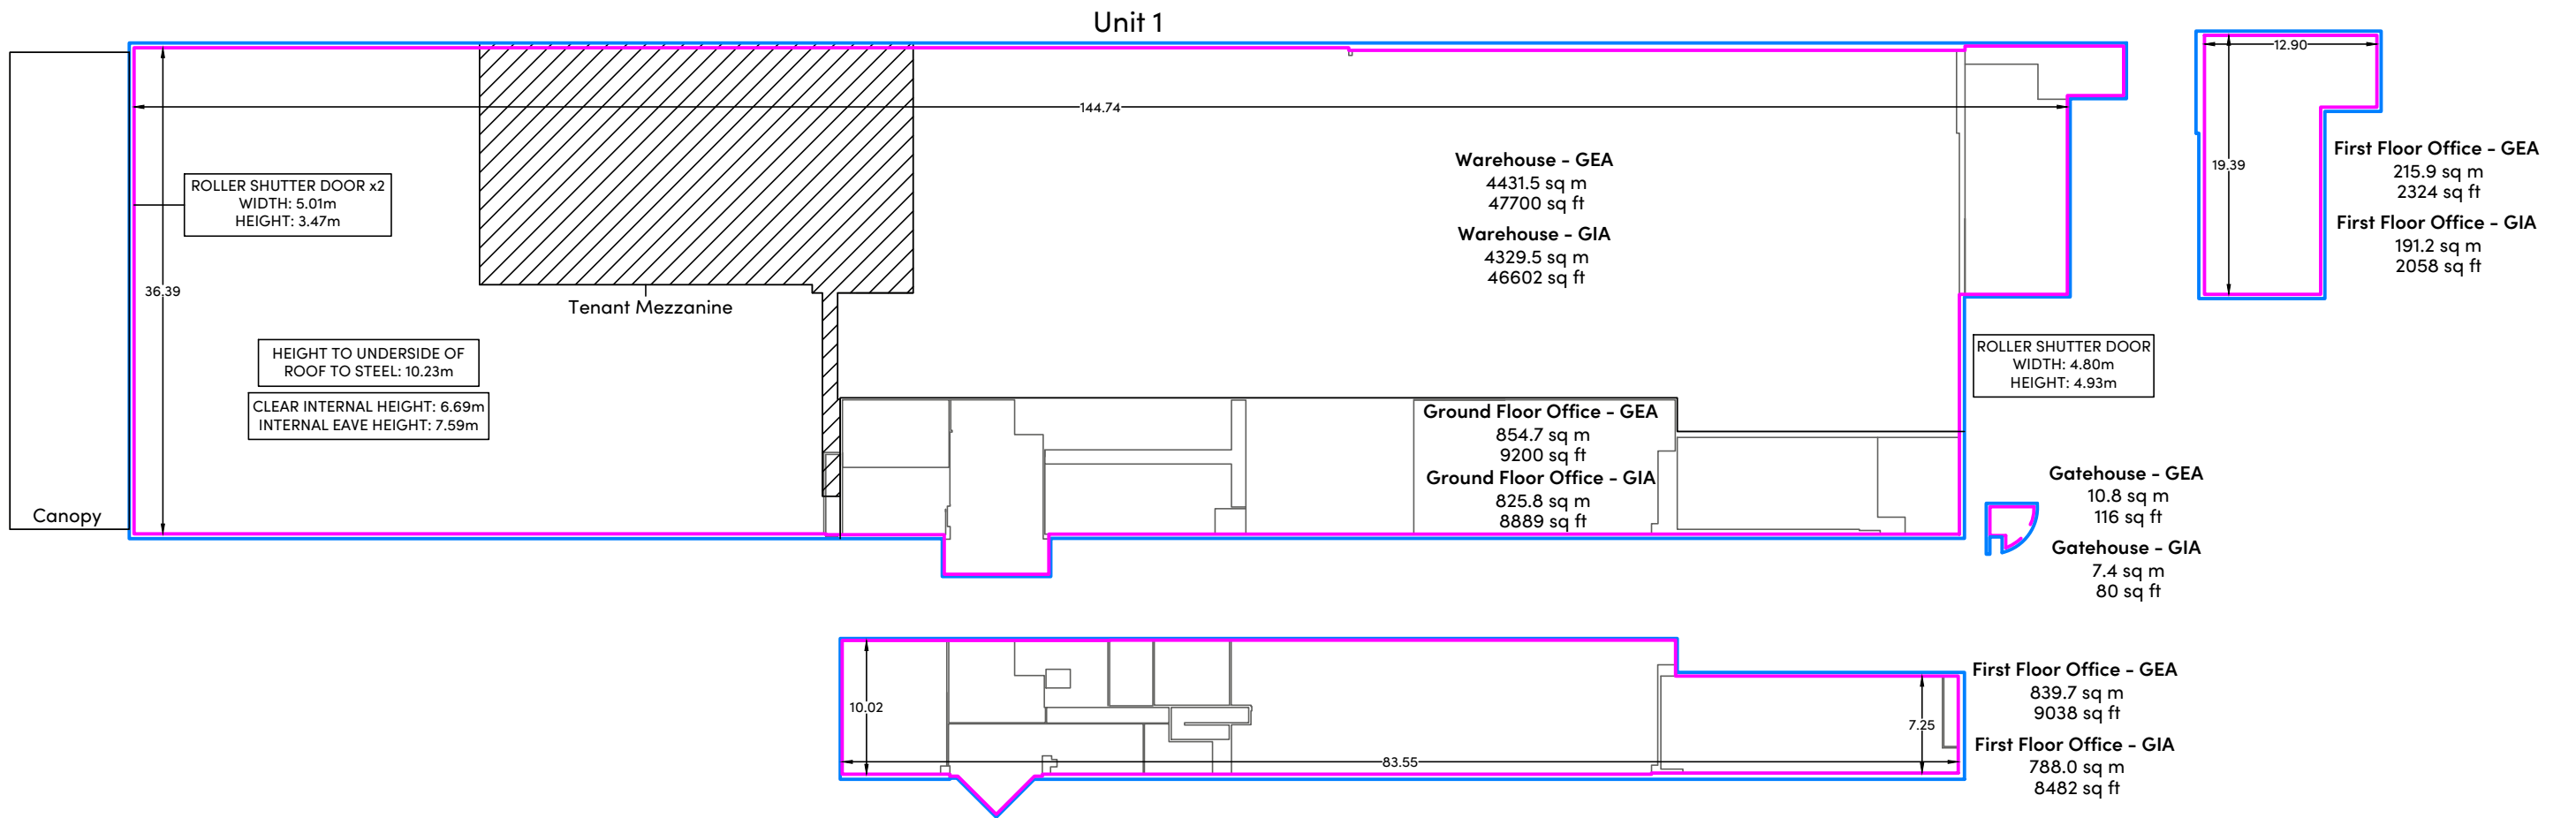 Unit 1
12.90
144.74
19.39
36.39
ROLLER SHUTTER DOOR x2
WIDTH: 5.01m
HEIGHT: 3.47m
Warehouse - GEA
4431.5 sq m
47700 sq ft
Warehouse - GIA
4329.5 sq m
46602 sq ft
First Floor Office - GEA
215.9 sq m
2324 sq ft
First Floor Office - GIA
191.2 sq m
2058 sq ft
Tenant Mezzanine
HEIGHT TO UNDERSIDE OF
ROOF TO STEEL: 10.23m
CLEAR INTERNAL HEIGHT: 6.69m
INTERNAL EAVE HEIGHT: 7.59m
ROLLER SHUTTER DOOR
WIDTH: 4.80m
HEIGHT: 4.93m
Ground Floor Office - GEA
854.7 sq m
9200 sq ft
Ground Floor Office - GIA
825.8 sq m
8889 sq ft
Canopy
Gatehouse - GEA
10.8 sq m
116 sq ft
Gatehouse - GIA
7.4 sq m
80 sq ft
10.02
83.55
7.25
First Floor Office - GEA
839.7 sq m
9038 sq ft
First Floor Office - GIA
788.0 sq m
8482 sq ft